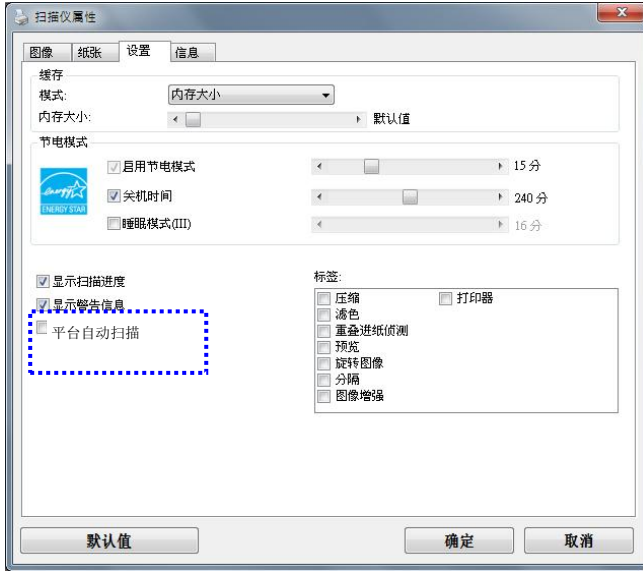 扫描仪属性
图像 纸张 设置 信息
缓存
模式: 内存大小
内存大小: 默认值
节电模式
启用节电模式 15 分
关机时间 240 分
睡眠模式(III) 16 分
energy
ENERGY STAR
显示扫描进度
显示警告信息
平台自动扫描
标签:
压缩 打印器
滤色
重叠进纸侦测
预览
旋转图像
分隔
图像增强
默认值 确定 取消